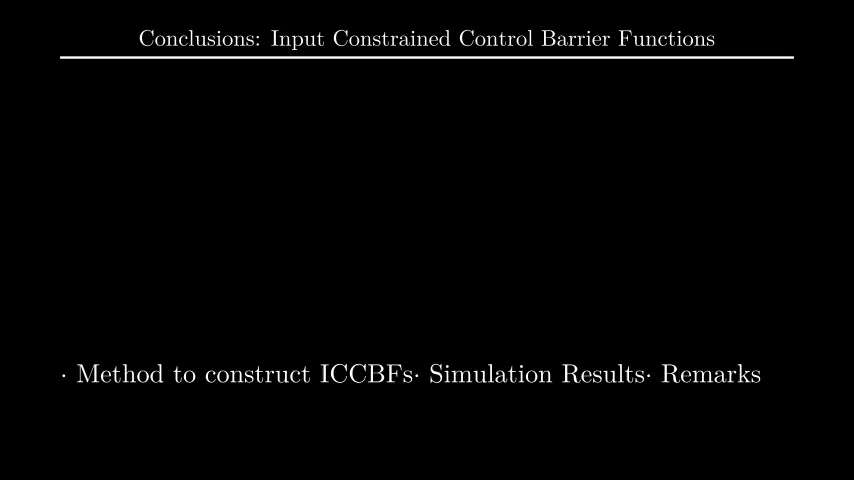 Conclusions: Input Constrained Control Barrier Functions
· Method to construct ICCBFs· Simulation Results· Remarks